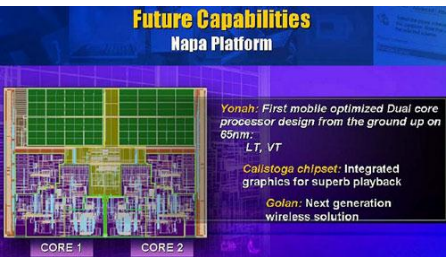 Future Capabilities
Napa Platform
Yonah: First mobile optimized Dual core
processor design from the ground up on
65nm:
LT, VT
Calistoga chipset: Integrated
graphics for superb playback
Golan: Next generation
wireless solution
CORE 1
CORE 2